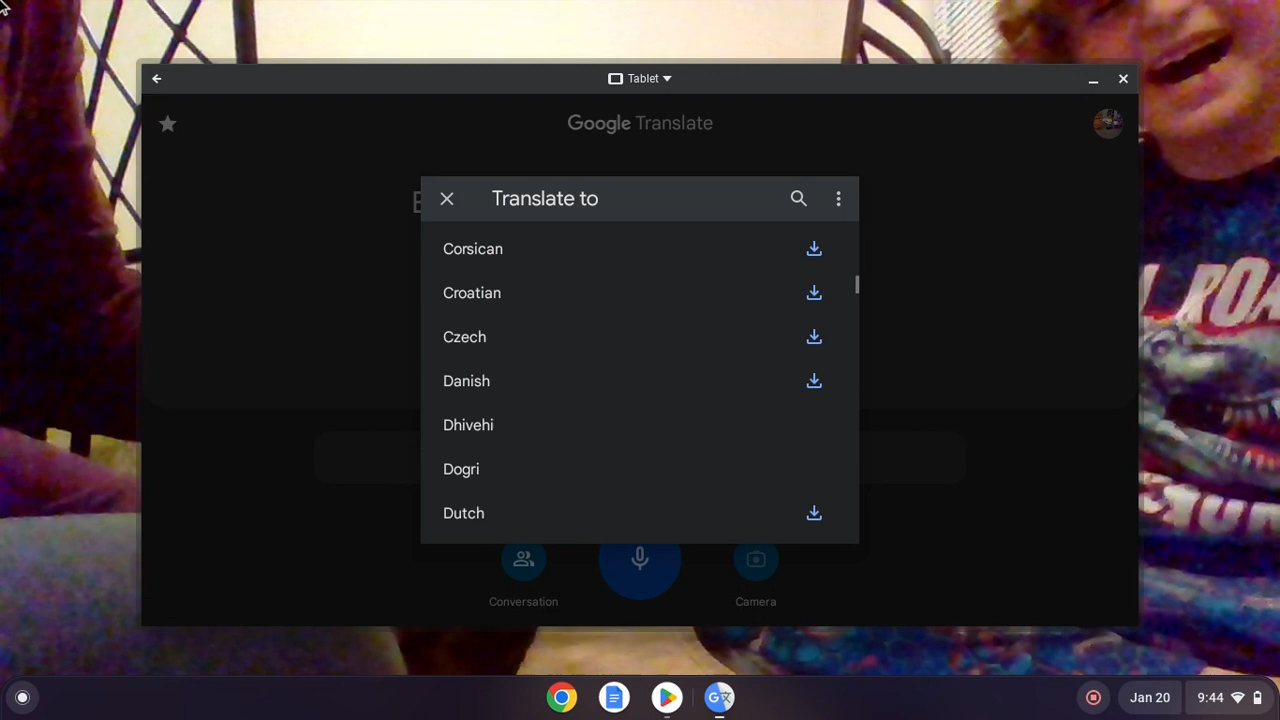 Tablet
Google Translate
Translate to
Corsican
Croatian
Czech
Danish
Dhivehi
Dogri
Dutch
Conversation
Camera
Jan 20
9:44